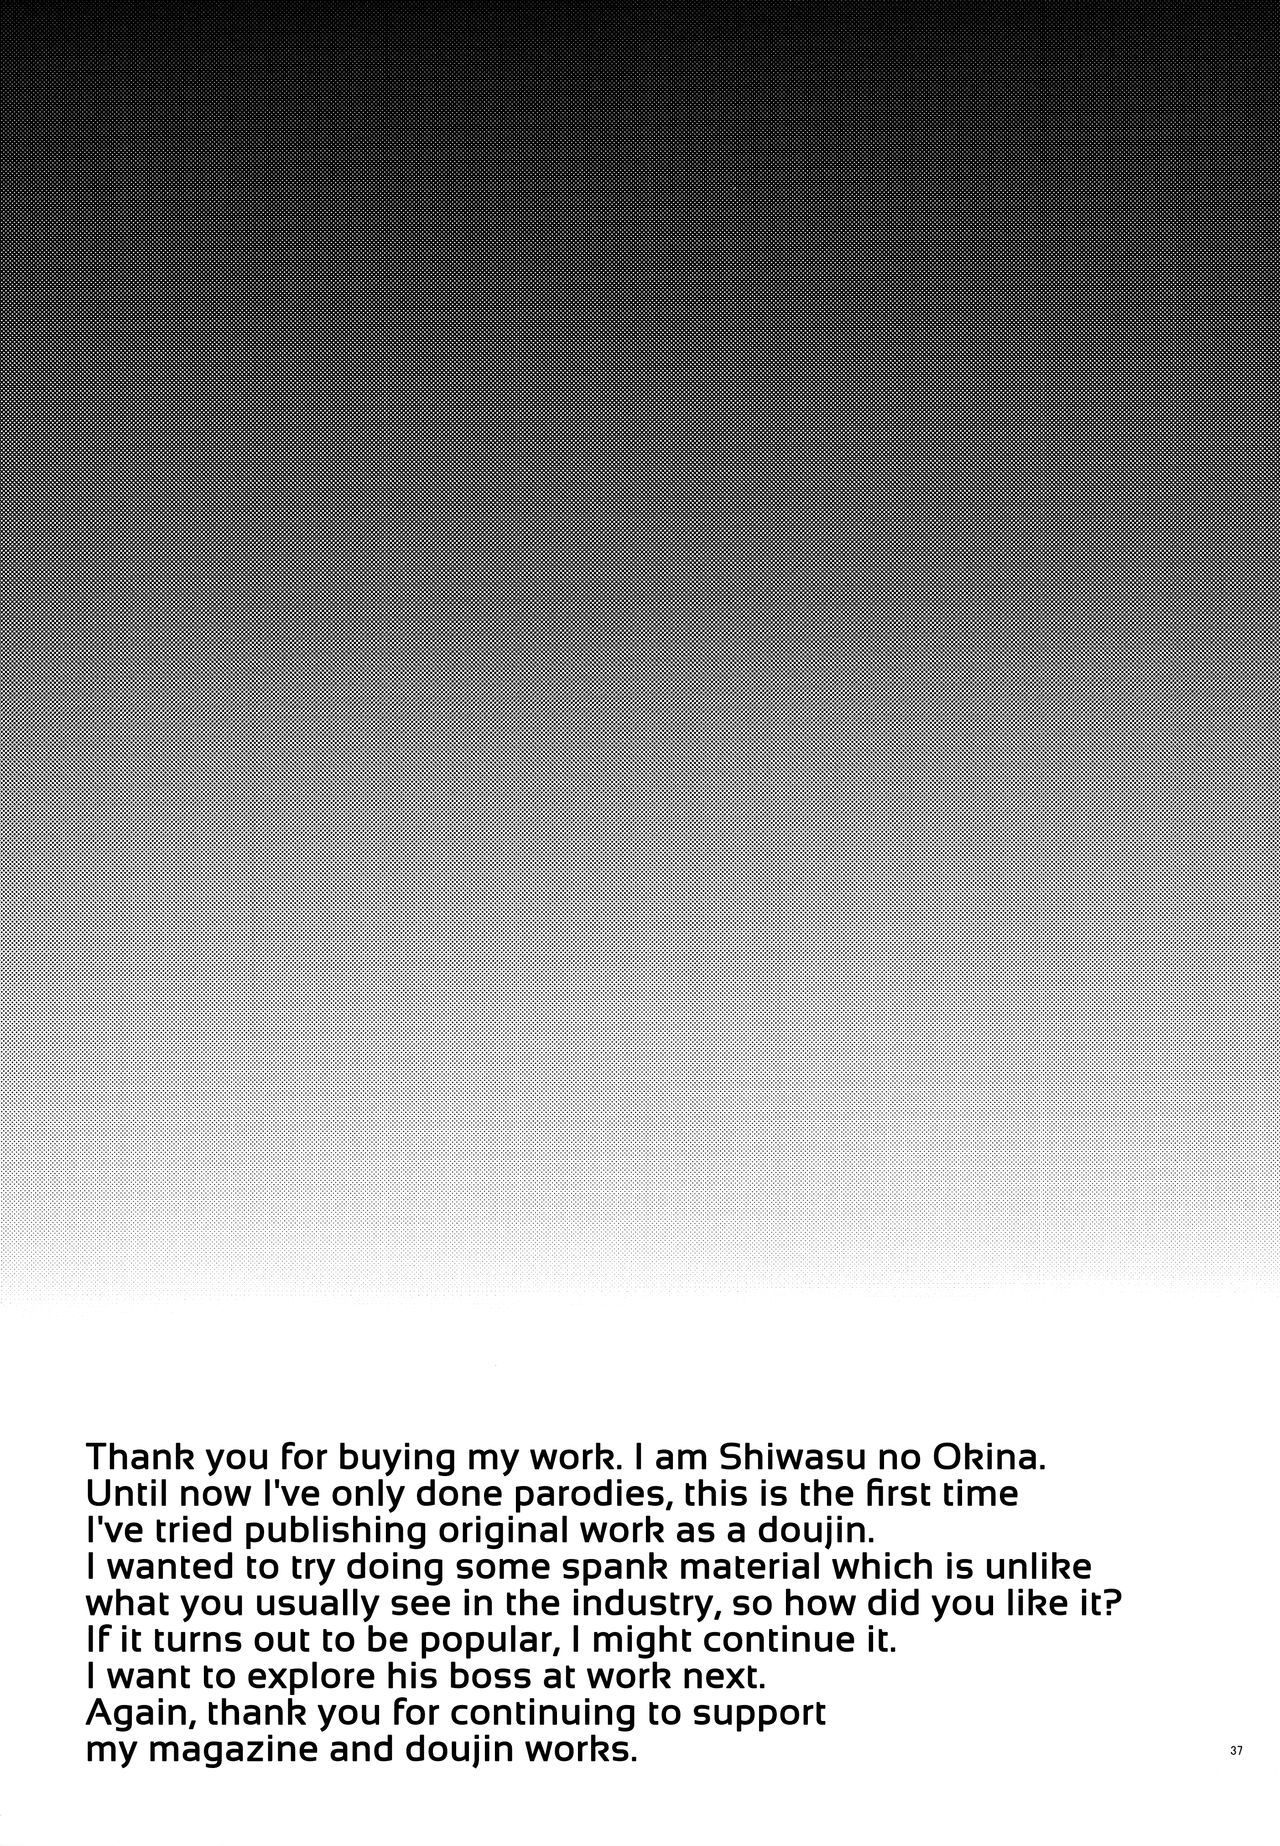 Thank you for buying my work. I am Shiwasu no Okina.
Until now I've only done parodies, this is the first time
I've tried publishing original work as a doujin.
I wanted to try doing some spank material which is unlike
what you usually see in the industry, so how did you like it?
If it turns out to be popular, I might continue it.
I want to explore his boss at work next.
Again, thank you for continuing to support
my magazine and doujin works.
37